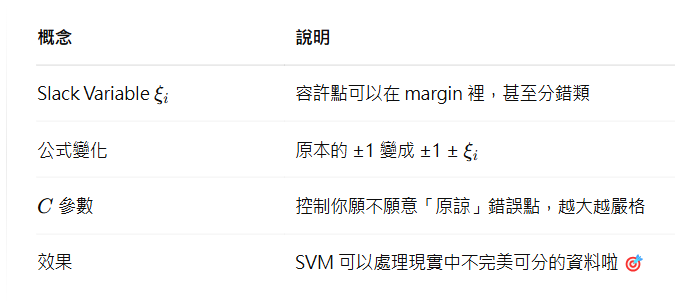 概念 說明
Slack Variable ξᵢ 容許點可以在 margin 裡，甚至分錯類
公式變化 原本的 ±1 變成 ±1 ± ξᵢ
C 參數 控制你願不願意「原諒」錯誤點，越大越嚴格
效果 SVM 可以處理現實中不完美可分的資料啦 🎯